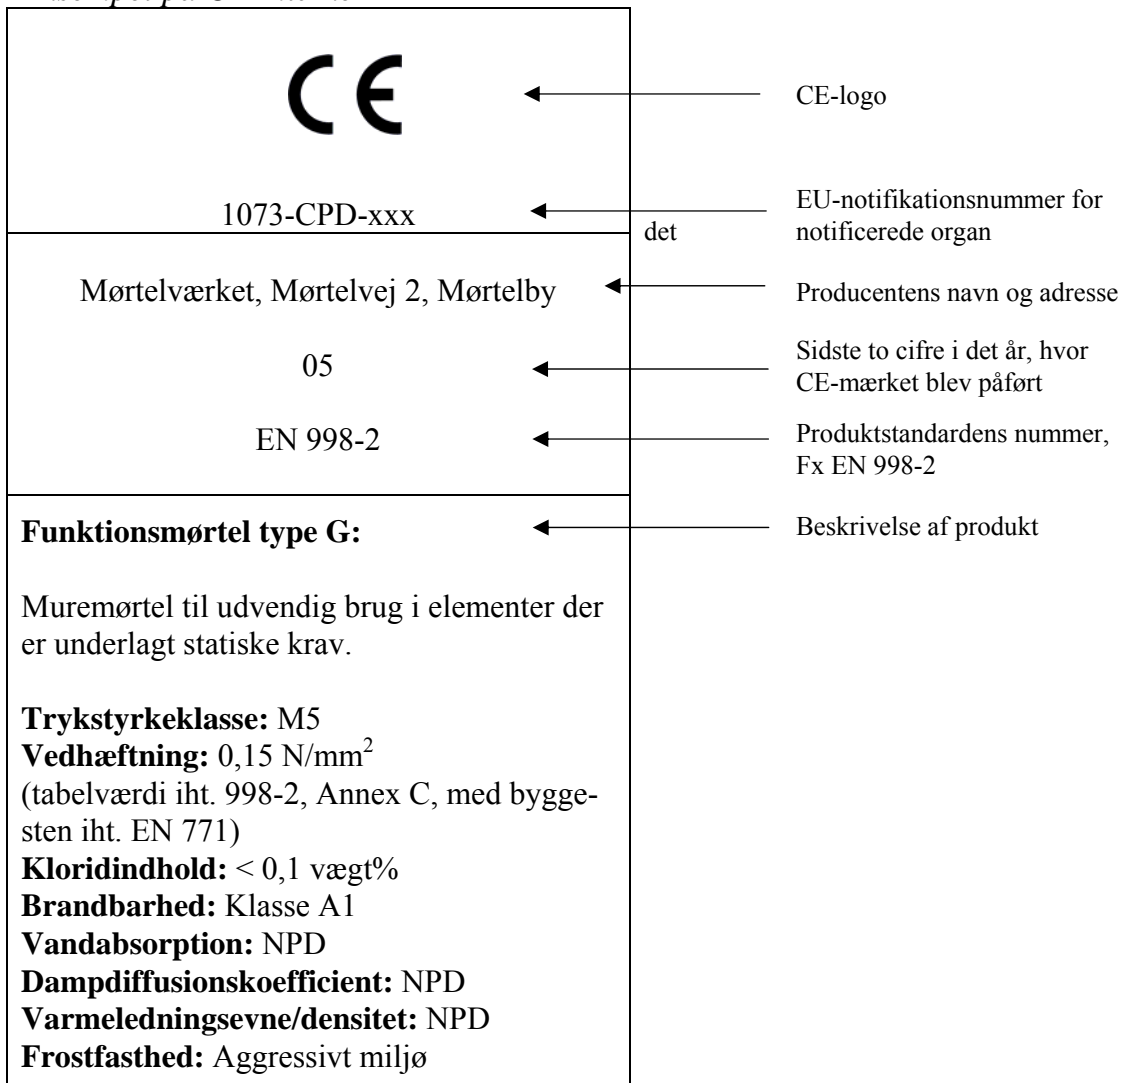 CE
CE-logo
1073-CPD-xxx
EU-notifikationsnummer for
det notificerede organ
Mørtelværket, Mørtelvej 2, Mørtelby
Producentens navn og adresse
05
Sidste to cifre i det år, hvor
CE-mærket blev påført
EN 998-2
Produktstandardens nummer,
Fx EN 998-2
Funktionsmørtel type G:
Beskrivelse af produkt
Muremørtel til udvendig brug i elementer der
er underlagt statiske krav.
Trykstyrkeklasse: M5
Vedhæftning: 0,15 N/mm²
(tabelværdi iht. 998-2, Annex C, med bygge-
sten iht. EN 771)
Kloridindhold: < 0,1 vægt%
Brandbarhed: Klasse A1
Vandabsorption: NPD
Dampdiffusionskoefficient: NPD
Varmeledningsevne/densitet: NPD
Frostfasthed: Aggressivt miljø